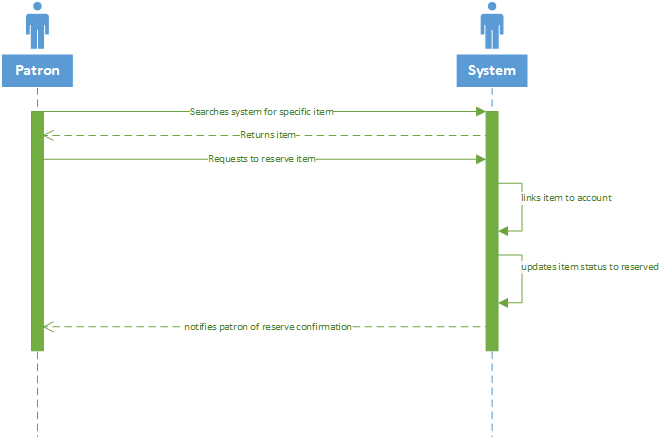 Patron
System
Searches system for specific item
Returns item
Requests to reserve item
links item to account
updates item status to reserved
notifies patron of reserve confirmation